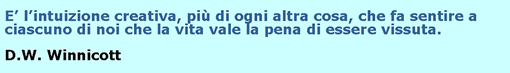 E’ l’intuizione creativa, più di ogni altra cosa, che fa sentire a
ciascuno di noi che la vita vale la pena di essere vissuta.
D.W. Winnicott